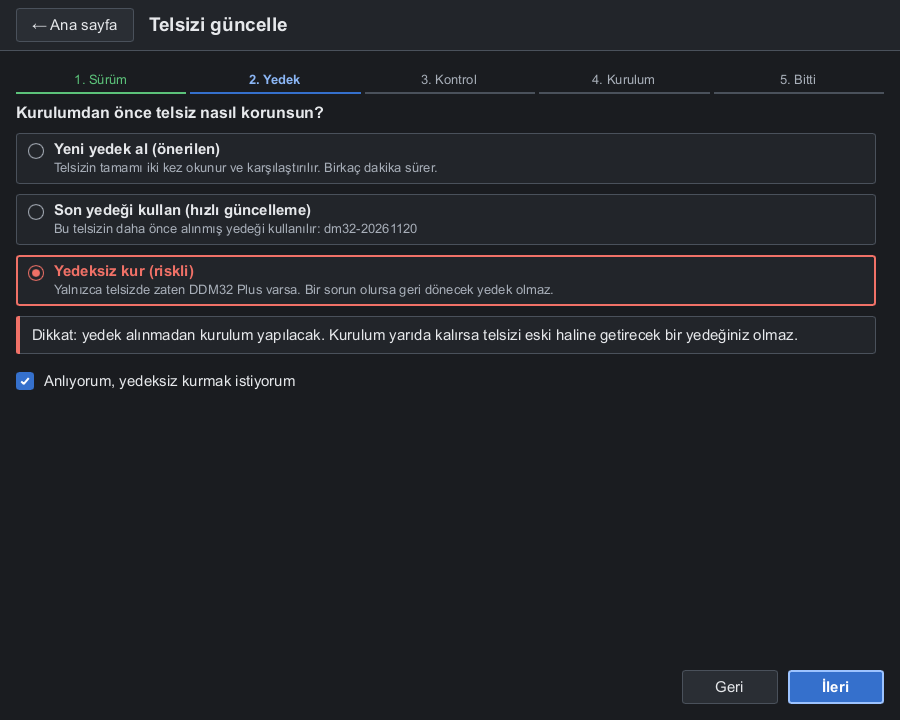 ← Ana sayfa
Telsizi güncelle
1. Sürüm
2. Yedek
3. Kontrol
4. Kurulum
5. Bitti
Kurulumdan önce telsiz nasıl korunsun?
Yeni yedek al (önerilen)
Telsizin tamamı iki kez okunur ve karşılaştırılır. Birkaç dakika sürer.
Son yedeği kullan (hızlı güncelleme)
Bu telsizin daha önce alınmış yedeği kullanılır: dm32-20261120
Yedeksiz kur (riskli)
Yalnızca telsizde zaten DDM32 Plus varsa. Bir sorun olursa geri dönecek yedek olmaz.
Dikkat: yedek alınmadan kurulum yapılacak. Kurulum yarıda kalırsa telsizi eski haline getirecek bir yedeğiniz olmaz.
Anlıyorum, yedeksiz kurmak istiyorum
Geri
İleri